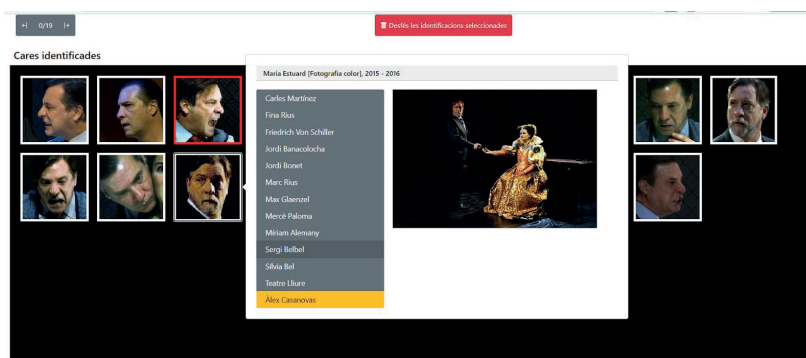 0/19
Desfés les identificacions seleccionades
Cares identificades
Maria Estuard [Fotografia color], 2015 - 2016
Carles Martínez
Fina Rius
Friedrich Von Schiller
Jordi Banacolocha
Jordi Bonet
Marc Rius
Max Glaenzel
Mercè Paloma
Míriam Alemany
Sergi Belbel
Sílvia Bel
Teatre Lliure
Àlex Casanovas